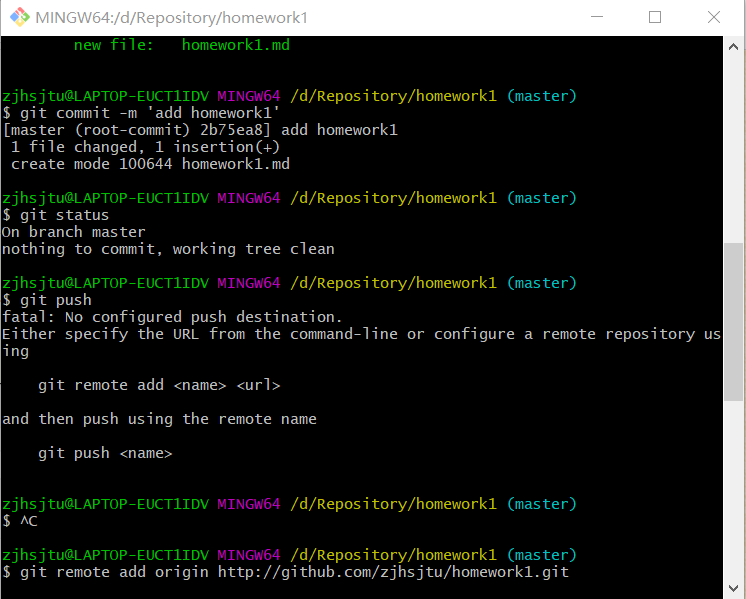 MINGW64:/d/Repository/homework1
new file:   homework1.md
zjhsjtu@LAPTOP-EUCT1IDV MINGW64 /d/Repository/homework1 (master)
$ git commit -m 'add homework1'
[master (root-commit) 2b75ea8] add homework1
 1 file changed, 1 insertion(+)
 create mode 100644 homework1.md
zjhsjtu@LAPTOP-EUCT1IDV MINGW64 /d/Repository/homework1 (master)
$ git status
On branch master
nothing to commit, working tree clean
zjhsjtu@LAPTOP-EUCT1IDV MINGW64 /d/Repository/homework1 (master)
$ git push
fatal: No configured push destination.
Either specify the URL from the command-line or configure a remote repository us
ing
    git remote add <name> <url>
and then push using the remote name
    git push <name>
zjhsjtu@LAPTOP-EUCT1IDV MINGW64 /d/Repository/homework1 (master)
$ ^C
zjhsjtu@LAPTOP-EUCT1IDV MINGW64 /d/Repository/homework1 (master)
$ git remote add origin http://github.com/zjhsjtu/homework1.git